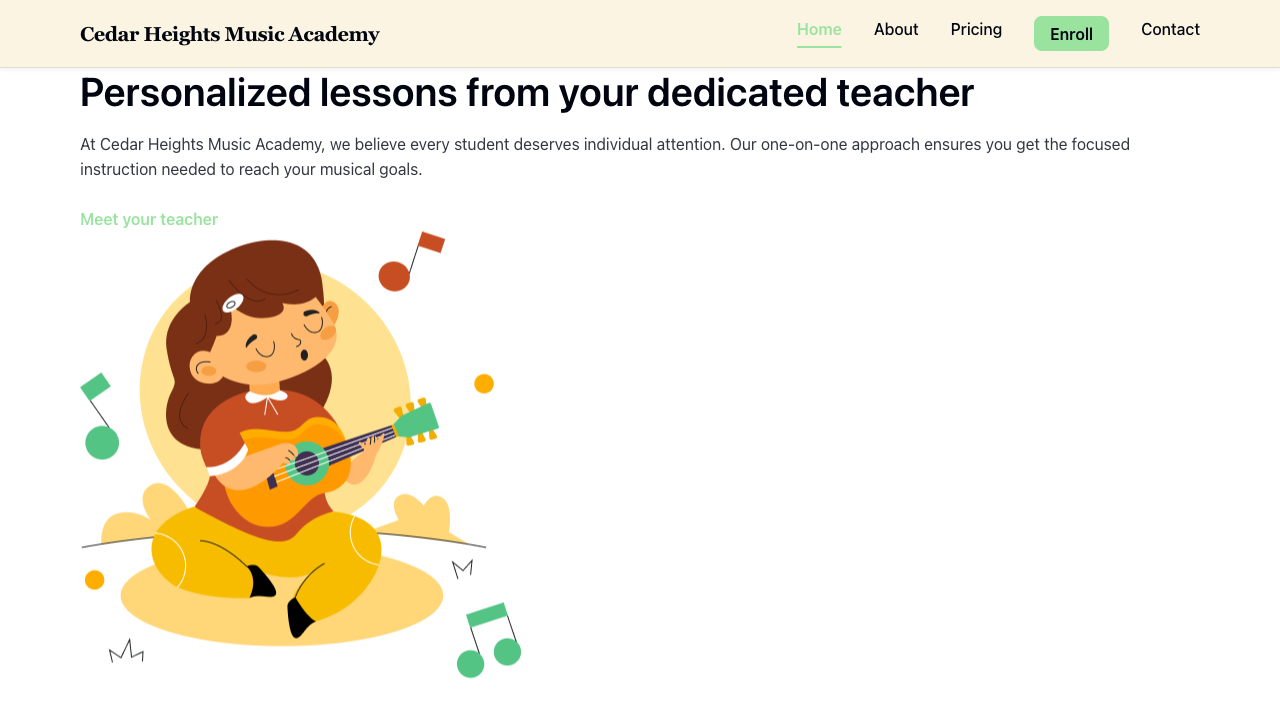 Cedar Heights Music Academy
Home
About
Pricing
Enroll
Contact
Personalized lessons from your dedicated teacher
At Cedar Heights Music Academy, we believe every student deserves individual attention. Our one-on-one approach ensures you get the focused
instruction needed to reach your musical goals.
Meet your teacher